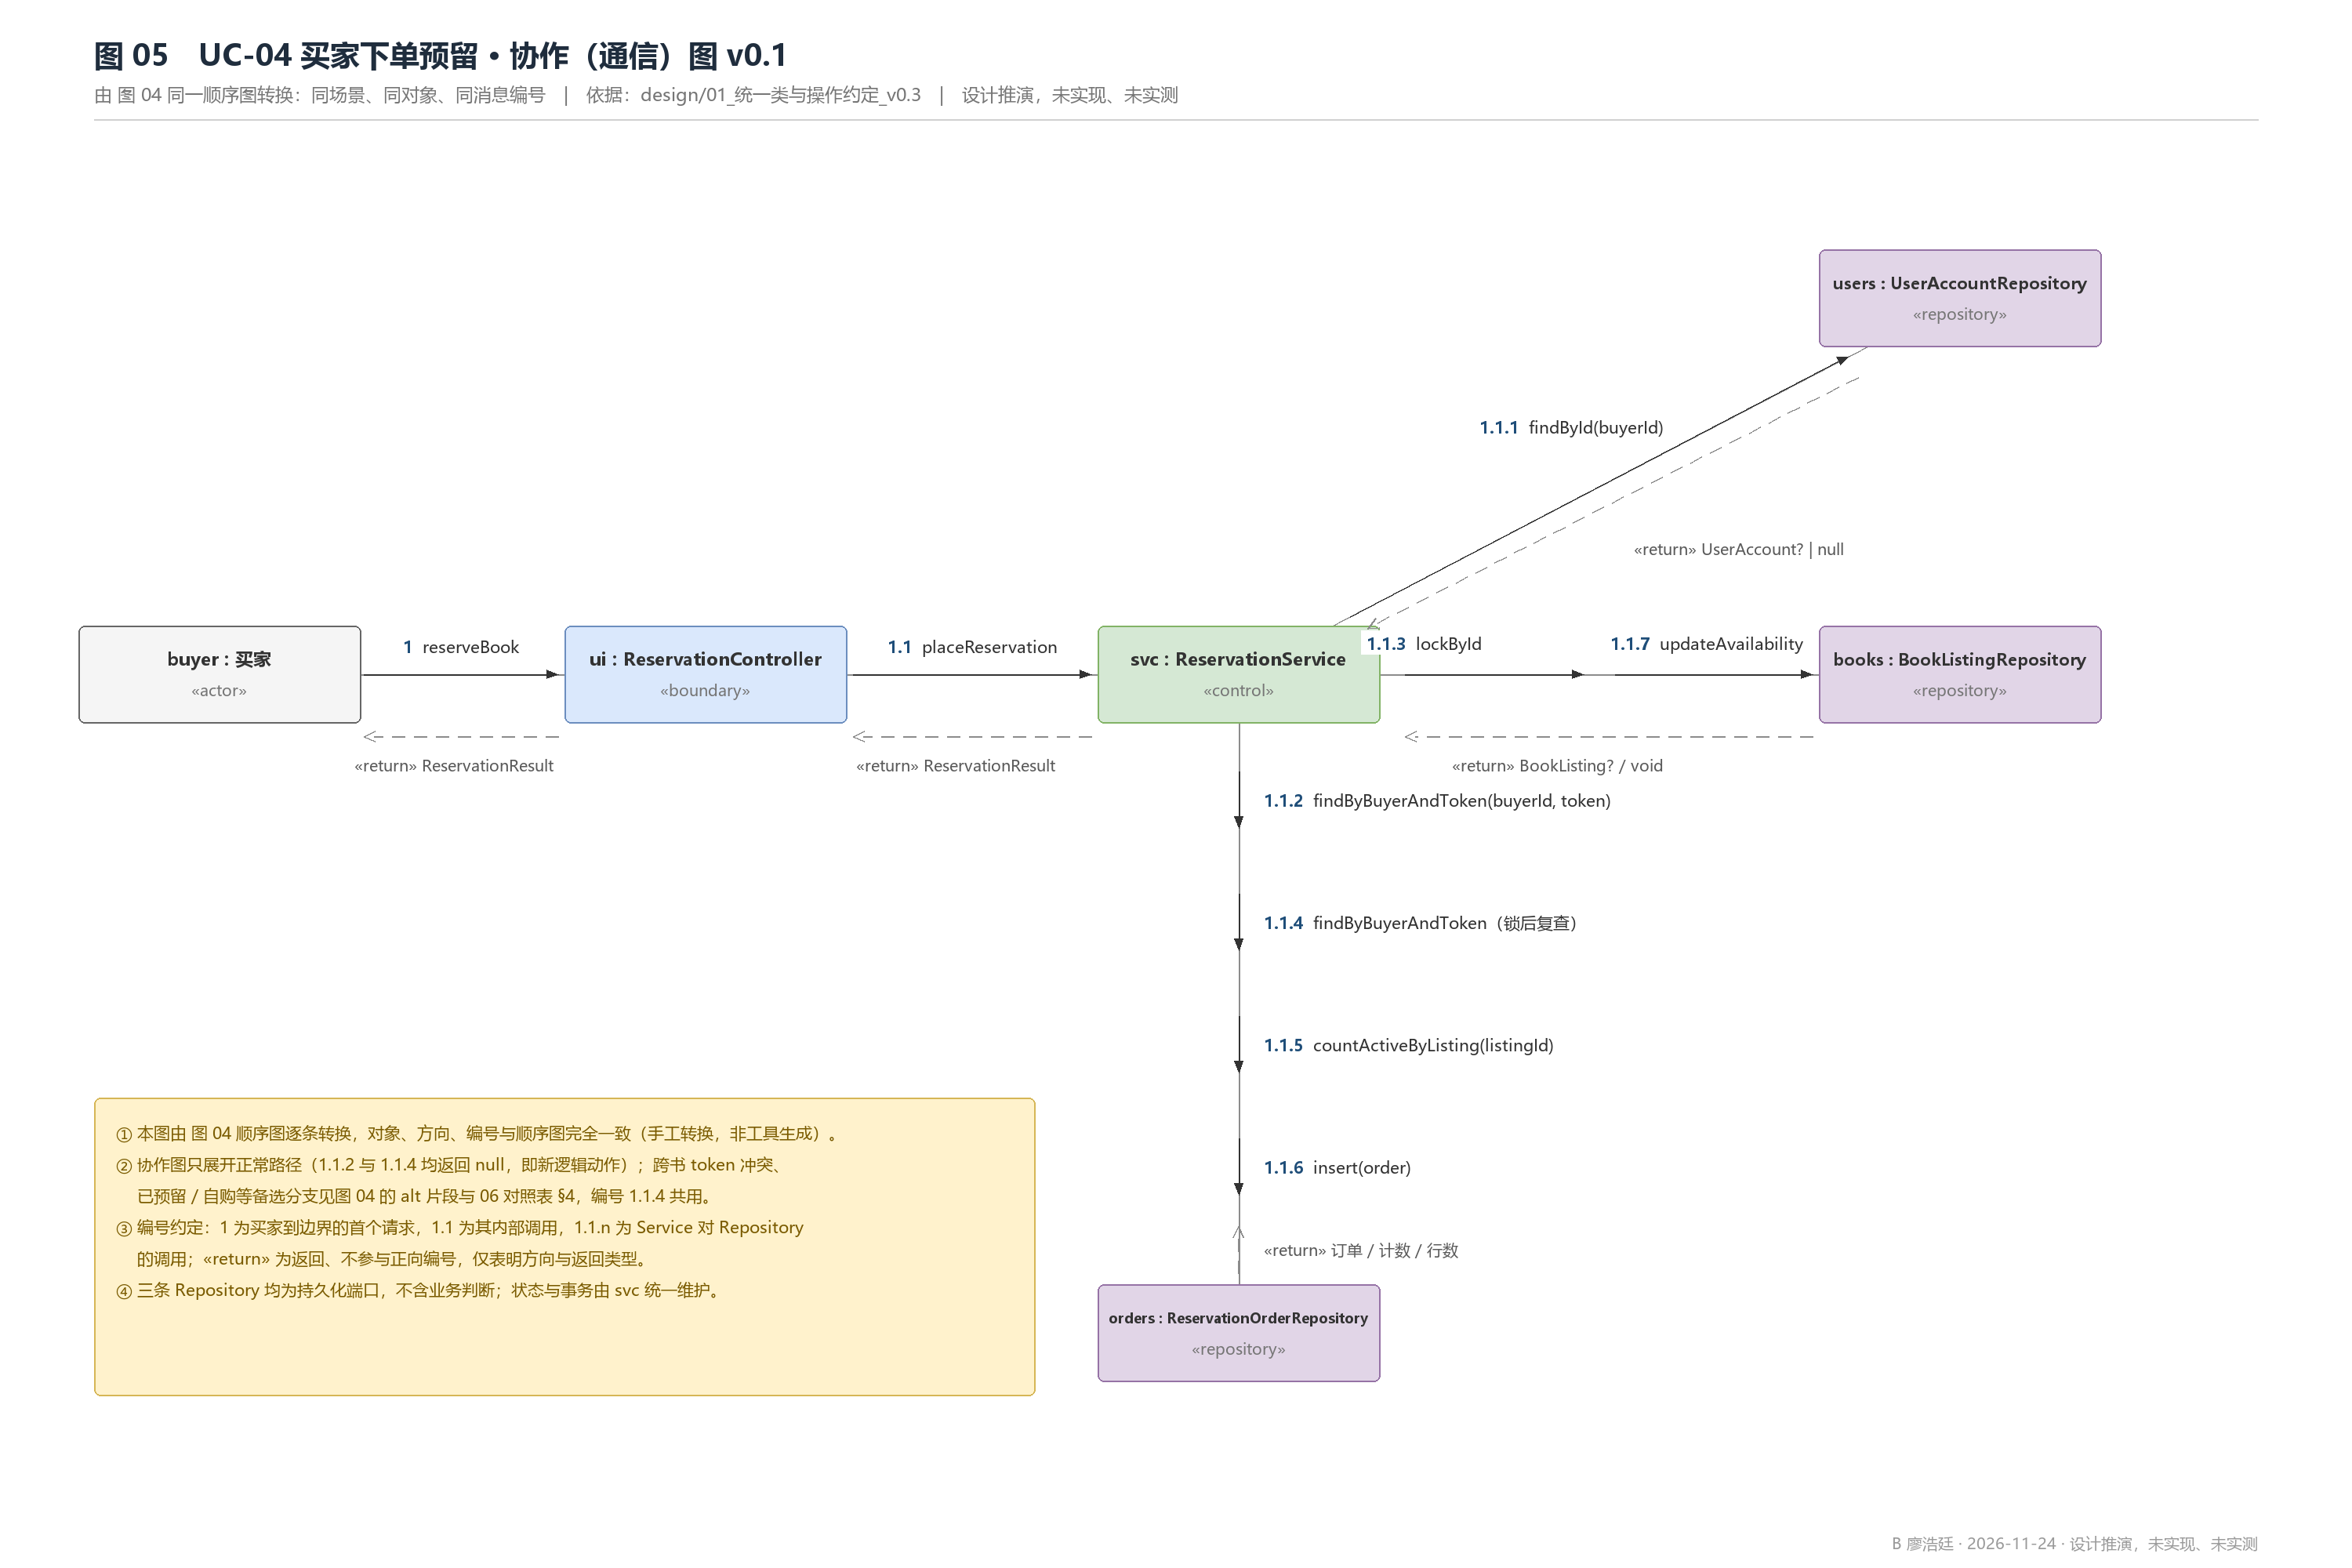 图 05　UC-04 买家下单预留 • 协作（通信）图 v0.1
由 图 04 同一顺序图转换：同场景、同对象、同消息编号 ｜ 依据：design/01_统一类与操作约定_v0.3 ｜ 设计推演，未实现、未实测
users : UserAccountRepository
«repository»
1.1.1 findById(buyerId)
«return» UserAccount? | null
buyer : 买家
«actor»
1 reserveBook
«return» ReservationResult
ui : ReservationController
«boundary»
1.1 placeReservation
«return» ReservationResult
svc : ReservationService
«control»
1.1.3 lockById
1.1.7 updateAvailability
«return» BookListing? / void
books : BookListingRepository
«repository»
1.1.2 findByBuyerAndToken(buyerId, token)
1.1.4 findByBuyerAndToken（锁后复查）
1.1.5 countActiveByListing(listingId)
1.1.6 insert(order)
«return» 订单 / 计数 / 行数
orders : ReservationOrderRepository
«repository»
① 本图由 图 04 顺序图逐条转换，对象、方向、编号与顺序图完全一致（手工转换，非工具生成）。
② 协作图只展开正常路径（1.1.2 与 1.1.4 均返回 null，即新逻辑动作）；跨书 token 冲突、
已预留 / 自购等备选分支见图 04 的 alt 片段与 06 对照表 §4，编号 1.1.4 共用。
③ 编号约定：1 为买家到边界的首个请求，1.1 为其内部调用，1.1.n 为 Service 对 Repository
的调用；«return» 为返回、不参与正向编号，仅表明方向与返回类型。
④ 三条 Repository 均为持久化端口，不含业务判断；状态与事务由 svc 统一维护。
B 廖浩廷 · 2026-11-24 · 设计推演，未实现、未实测